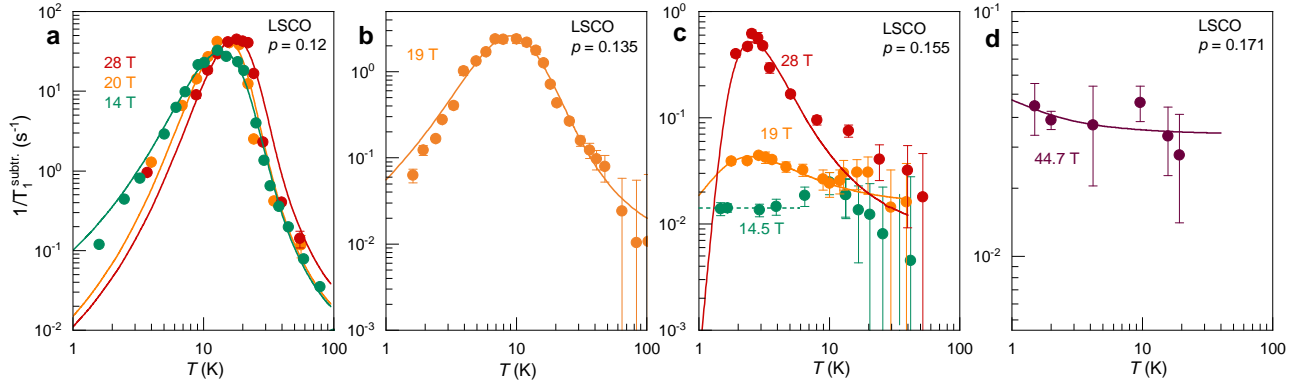 a
LSCO
p = 0.12
28 T
20 T
14 T
1/T₁^subtr. (s⁻¹)
10²
10¹
10⁰
10⁻¹
10⁻²
1
10
100
T (K)
b
LSCO
p = 0.135
19 T
10⁰
10⁻¹
10⁻²
10⁻³
1
10
100
T (K)
c
LSCO
p = 0.155
28 T
19 T
14.5 T
10⁰
10⁻¹
10⁻²
10⁻³
1
10
100
T (K)
d
LSCO
p = 0.171
44.7 T
10⁻¹
10⁻²
1
10
100
T (K)